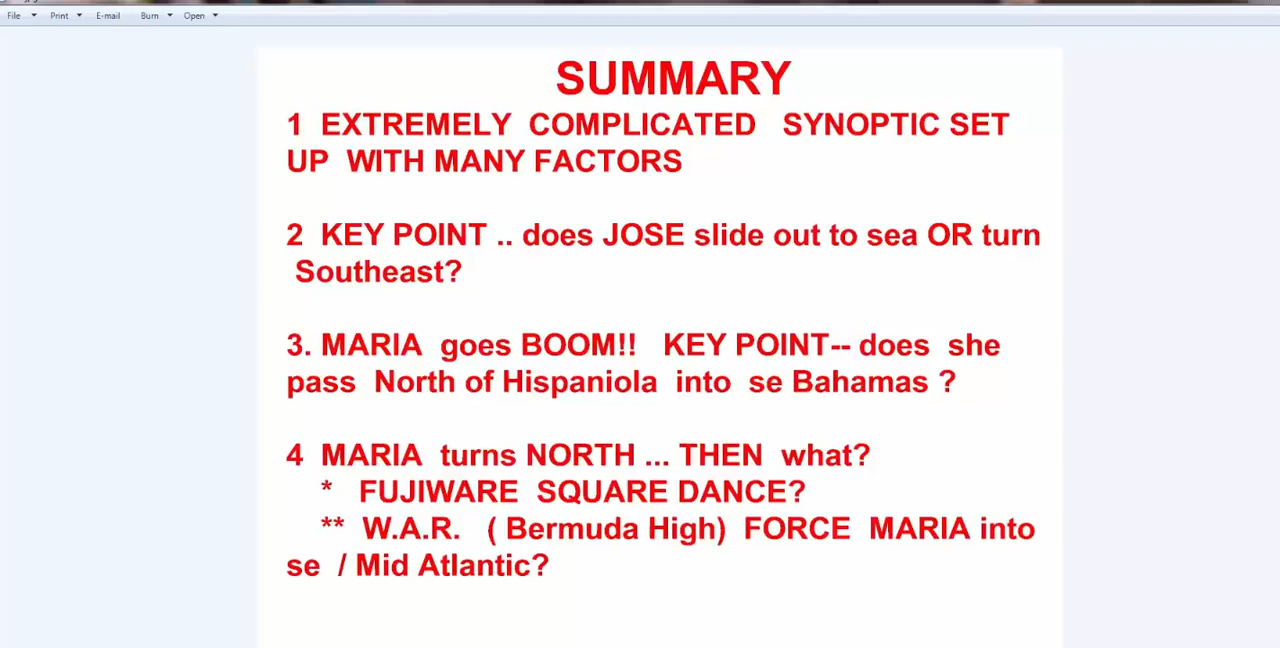 File Print E-mail Burn Open
SUMMARY
1 EXTREMELY COMPLICATED SYNOPTIC SET
UP WITH MANY FACTORS
2 KEY POINT .. does JOSE slide out to sea OR turn
Southeast?
3. MARIA goes BOOM!! KEY POINT-- does she
pass North of Hispaniola into se Bahamas ?
4 MARIA turns NORTH ... THEN what?
* FUJIWARE SQUARE DANCE?
** W.A.R. ( Bermuda High) FORCE MARIA into
se / Mid Atlantic?